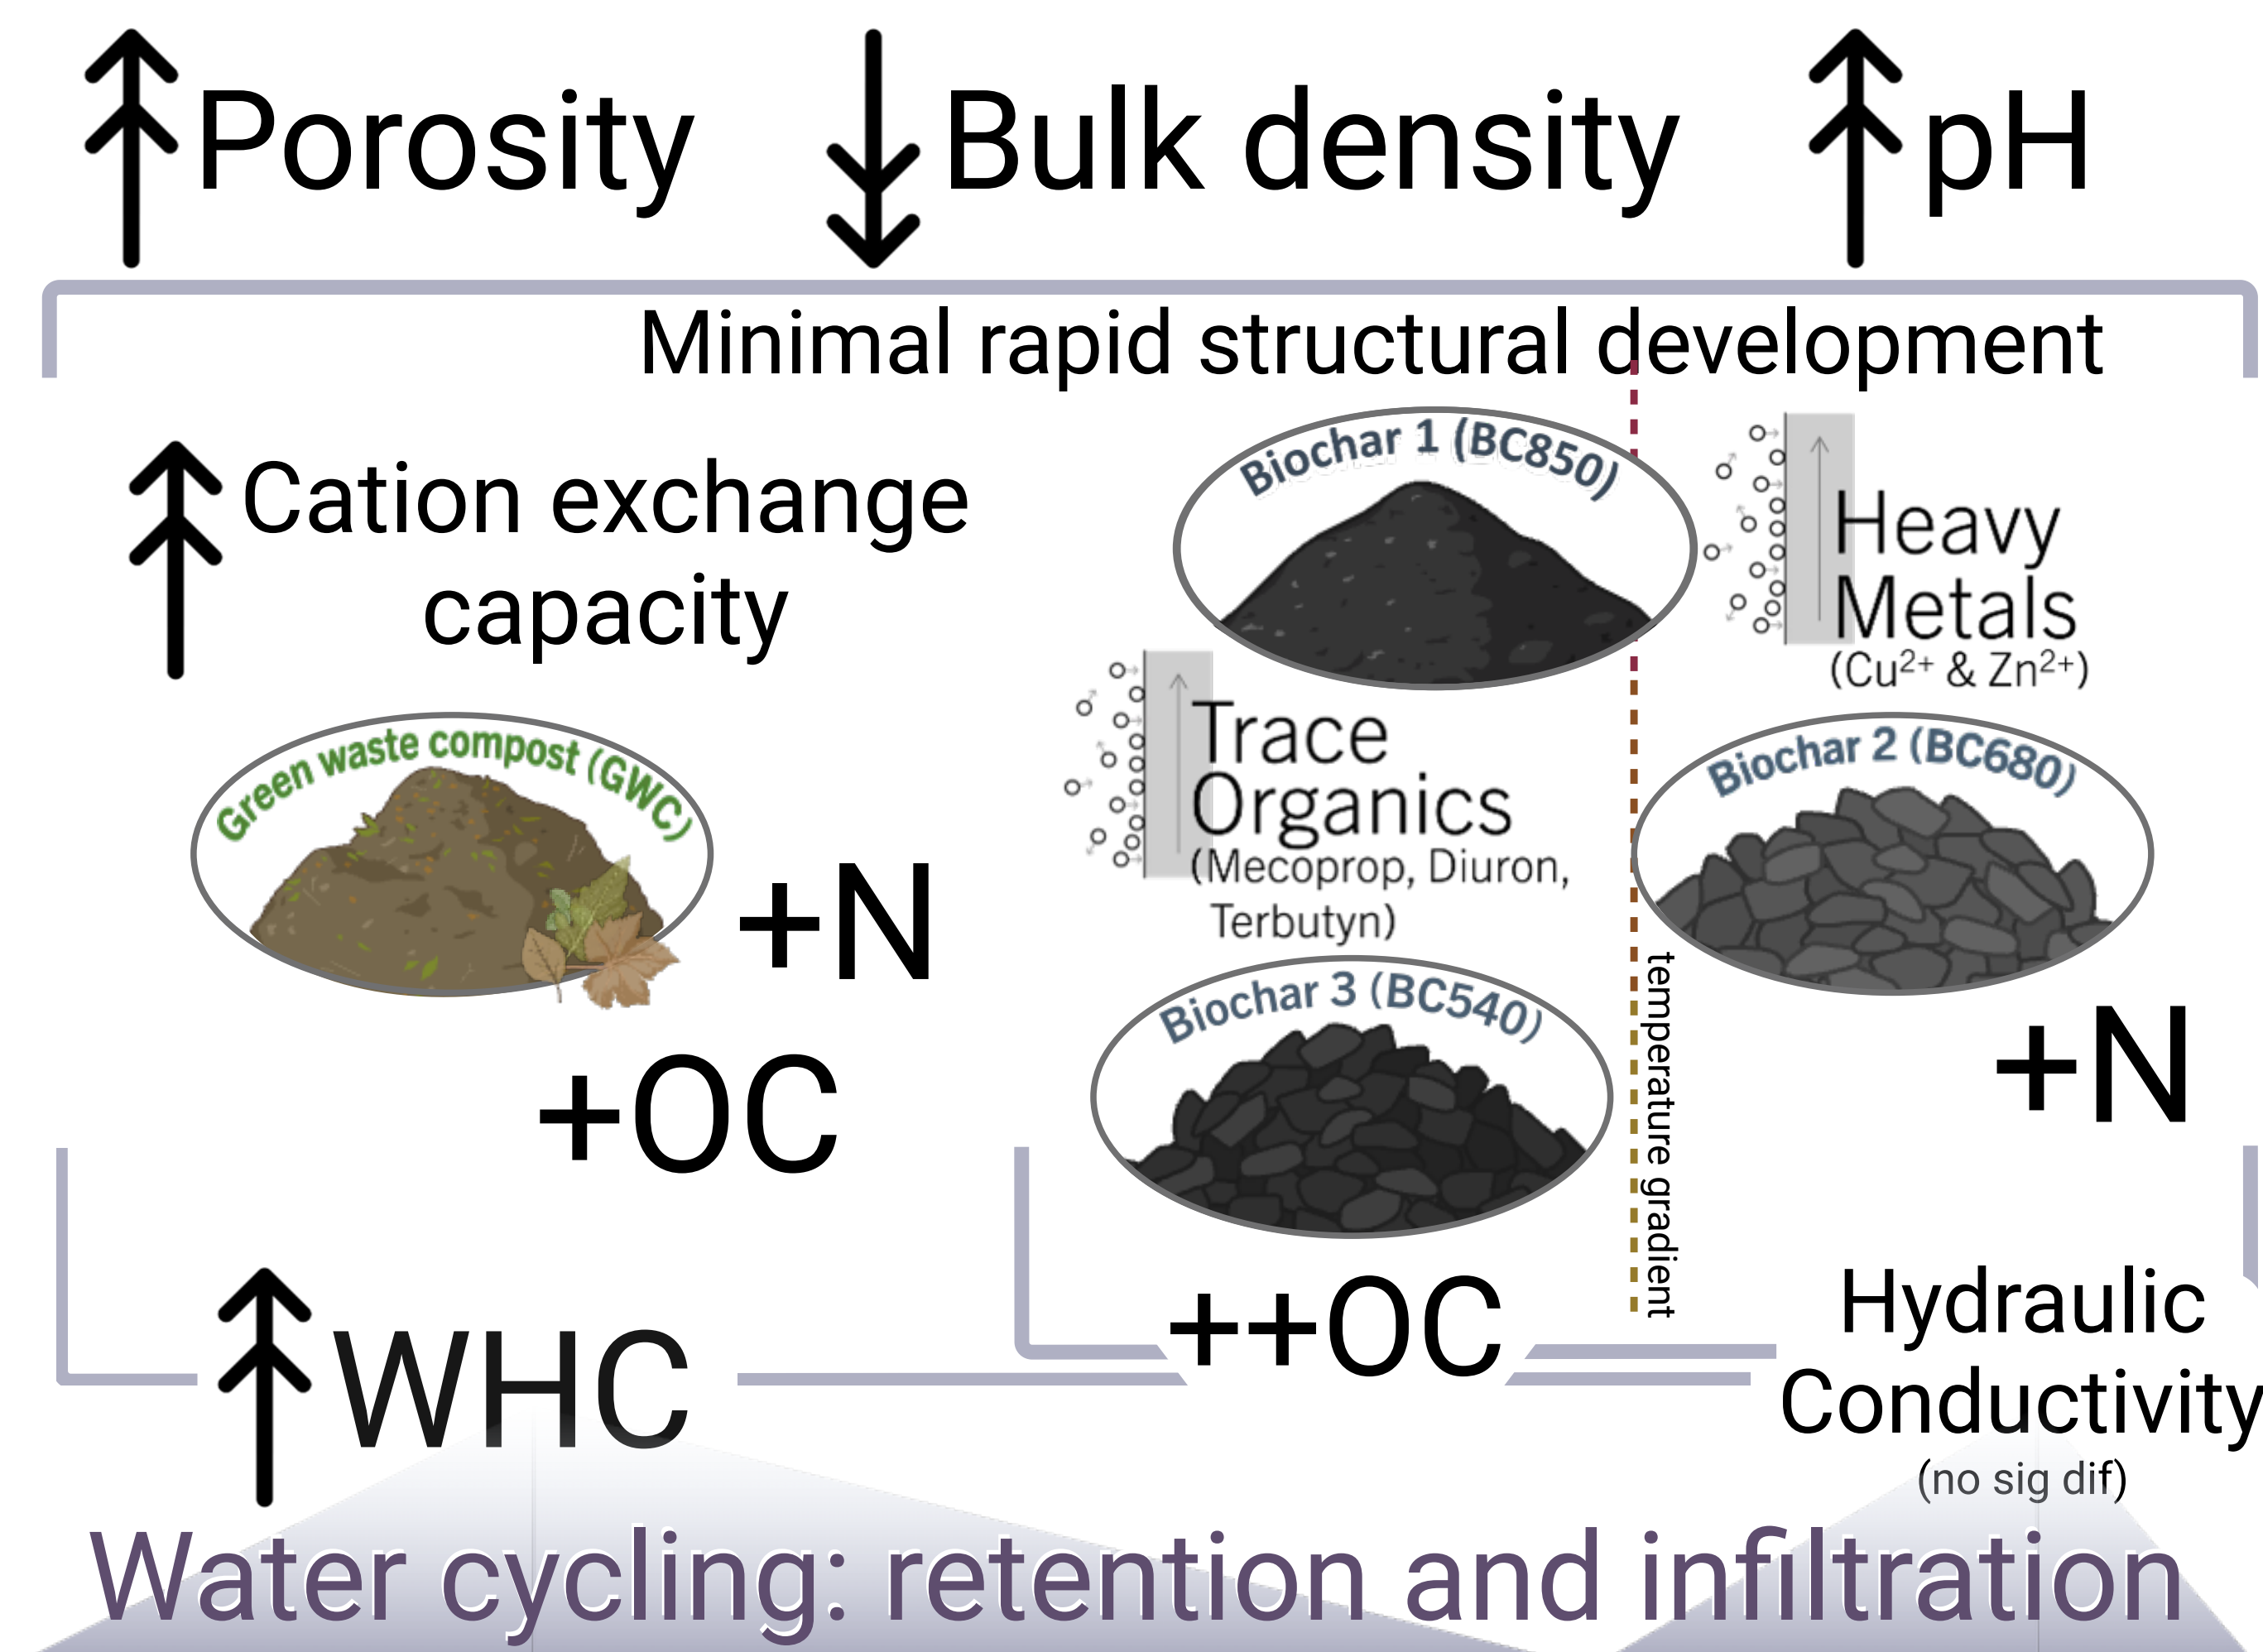 Porosity
Bulk density
pH
Minimal rapid structural development
Cation exchange
capacity
Biochar 1 (BC850)
Heavy
Metals
(Cu²⁺ & Zn²⁺)
Green waste compost (GWC)
+N
+OC
Trace
Organics
(Mecoprop, Diuron,
Terbutyn)
Biochar 2 (BC680)
+N
Biochar 3 (BC540)
temperature gradient
++OC
WHC
Hydraulic
Conductivity
(no sig dif)
Water cycling: retention and infiltration